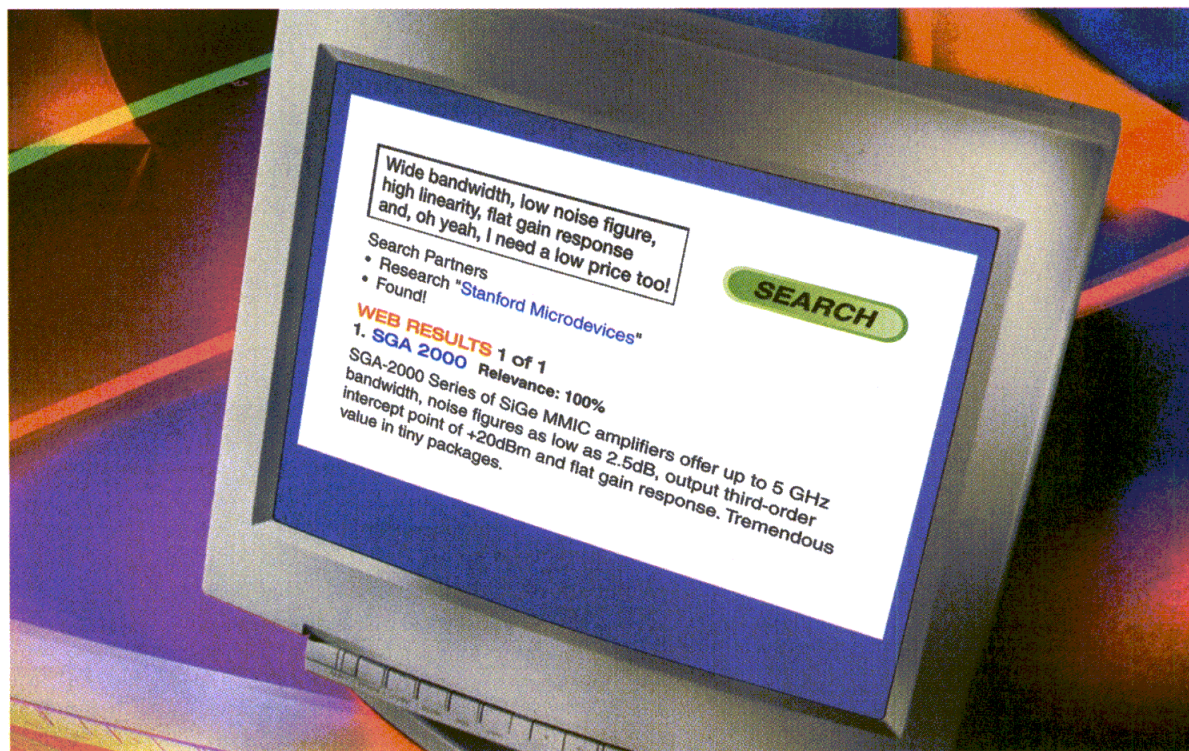 Wide bandwidth, low noise figure,
high linearity, flat gain response
and, oh yeah, I need a low price too!
SEARCH
Search Partners
• Research "Stanford Microdevices"
• Found!
WEB RESULTS 1 of 1
1. SGA 2000 Relevance: 100%
SGA-2000 Series of SiGe MMIC amplifiers offer up to 5 GHz
bandwidth, noise figures as low as 2.5dB, output third-order
intercept point of +20dBm and flat gain response. Tremendous
value in tiny packages.